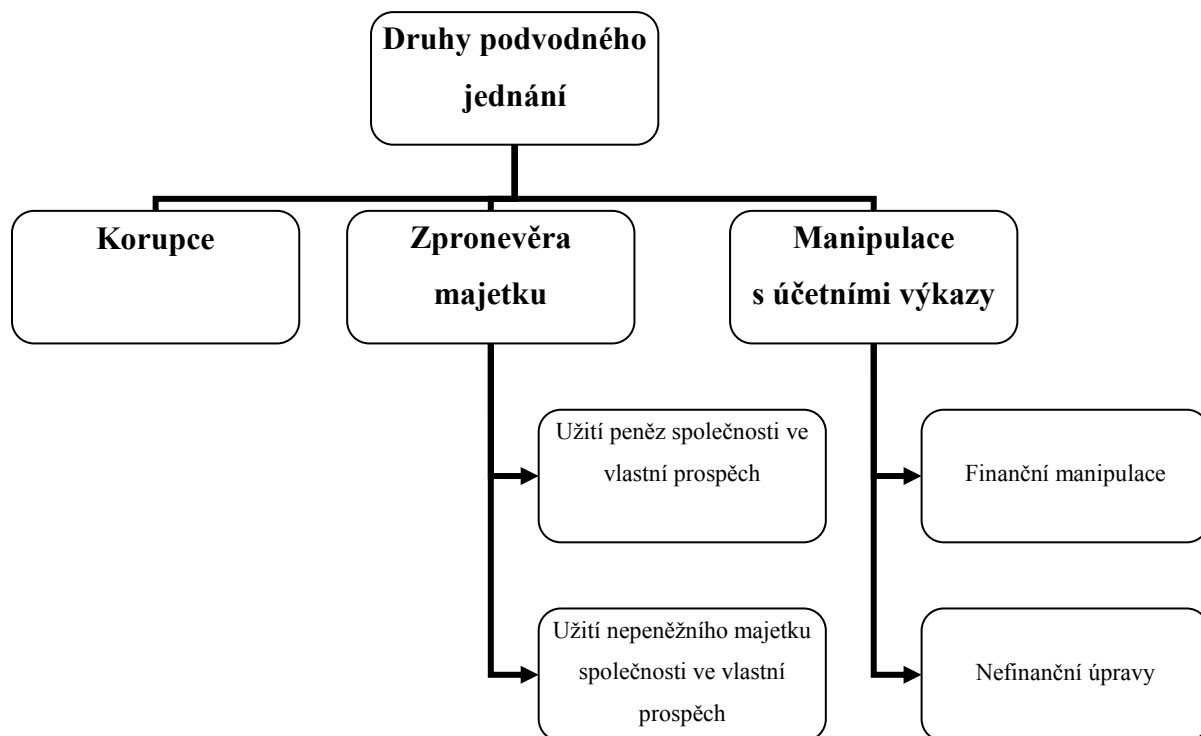 Druhy podvodného
jednání
Korupce
Zpronevěra
majetku
Manipulace
s účetními výkazy
Užití peněz společnosti ve
vlastní prospěch
Finanční manipulace
Užití nepeněžního majetku
společnosti ve vlastní
prospěch
Nefinanční úpravy